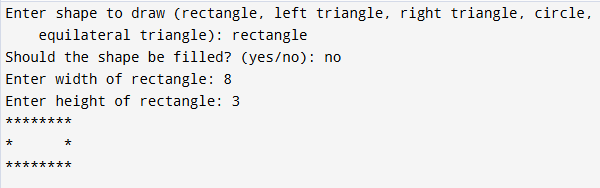 Enter shape to draw (rectangle, left triangle, right triangle, circle,
    equilateral triangle): rectangle
Should the shape be filled? (yes/no): no
Enter width of rectangle: 8
Enter height of rectangle: 3
********
*      *
********